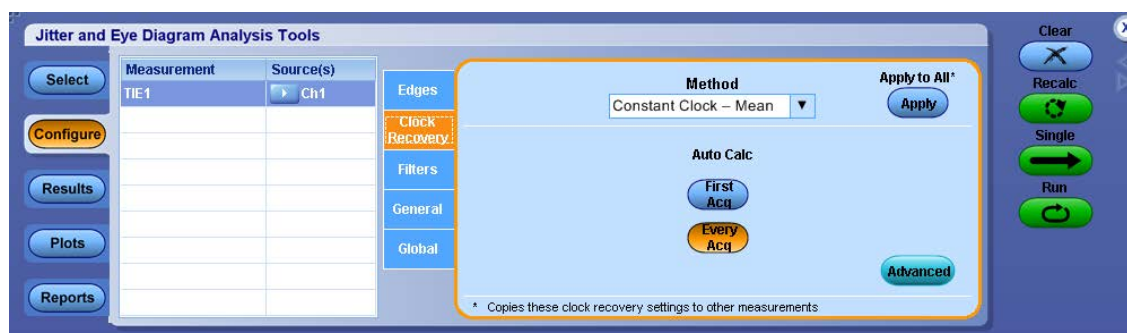 Jitter and Eye Diagram Analysis Tools
Select
Configure
Results
Plots
Reports
Measurement Source(s)
TIE1 Ch1
Edges
Clock
Recovery
Filters
General
Global
Method
Constant Clock – Mean
Apply to All*
Apply
Auto Calc
First
Acq
Every
Acq
Advanced
* Copies these clock recovery settings to other measurements
Clear
Recalc
Single
Run